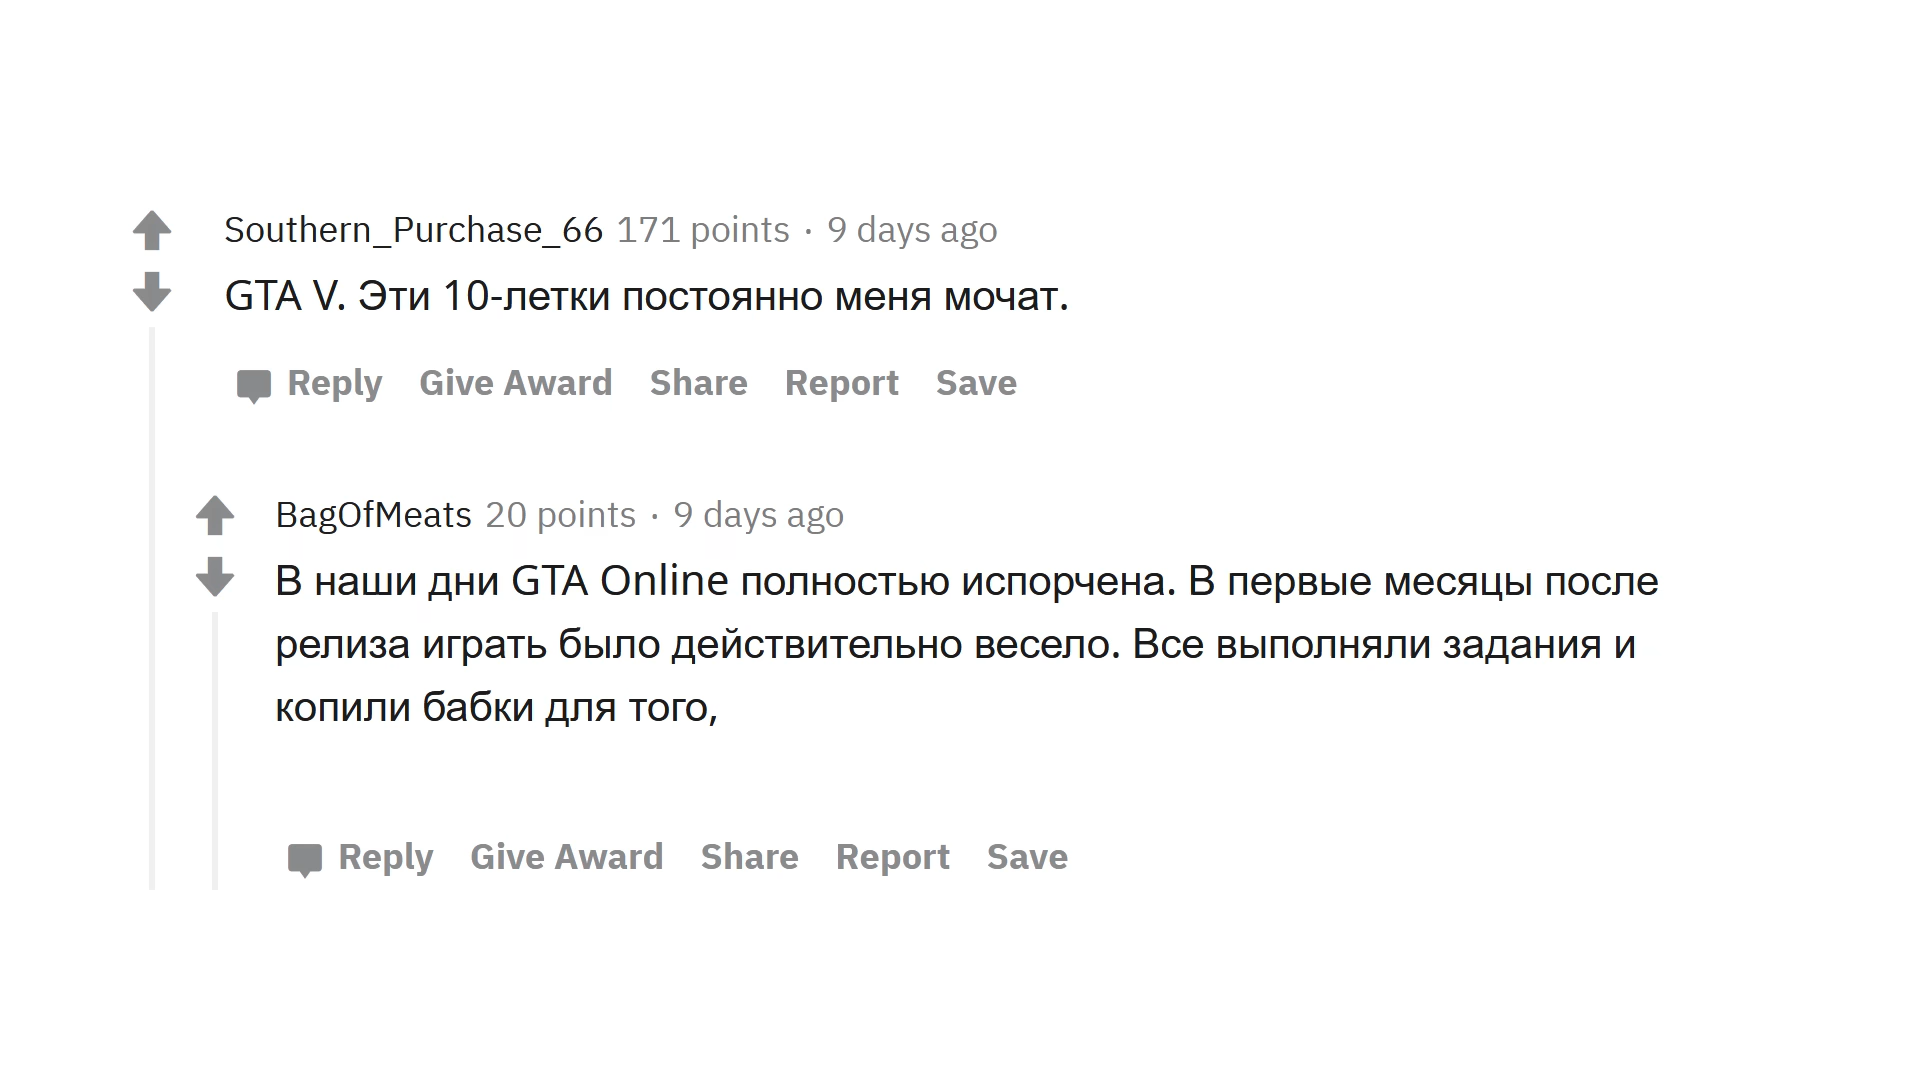 Southern_Purchase_66 171 points · 9 days ago
GTA V. Эти 10-летки постоянно меня мочат.
Reply Give Award Share Report Save
BagOfMeats 20 points · 9 days ago
В наши дни GTA Online полностью испорчена. В первые месяцы после
релиза играть было действительно весело. Все выполняли задания и
копили бабки для того,
Reply Give Award Share Report Save